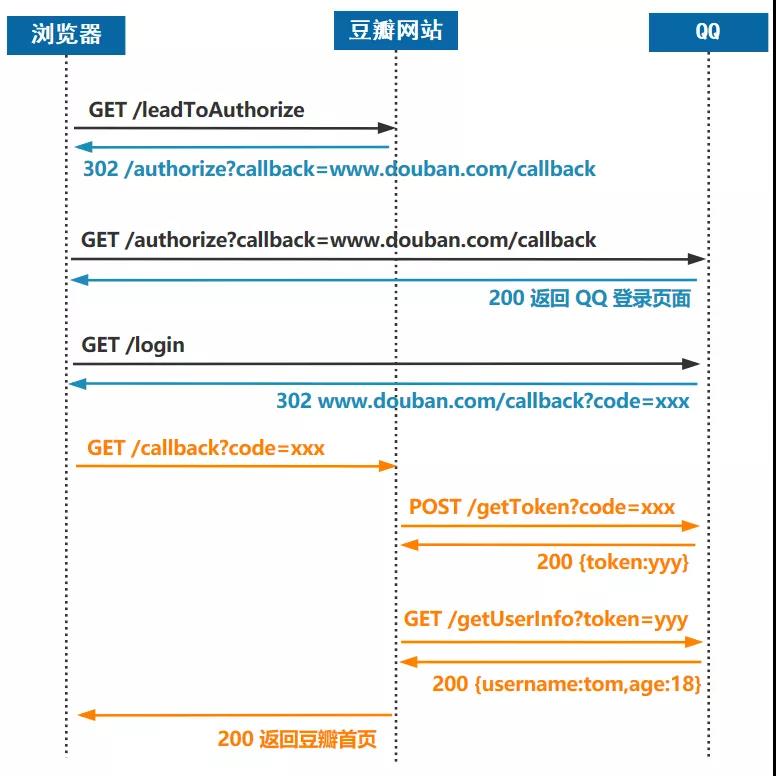 浏览器
豆瓣网站
QQ
GET /leadToAuthorize
302 /authorize?callback=www.douban.com/callback
GET /authorize?callback=www.douban.com/callback
200 返回 QQ 登录页面
GET /login
302 www.douban.com/callback?code=xxx
GET /callback?code=xxx
POST /getToken?code=xxx
200 {token:yyy}
GET /getUserInfo?token=yyy
200 {username:tom,age:18}
200 返回豆瓣首页